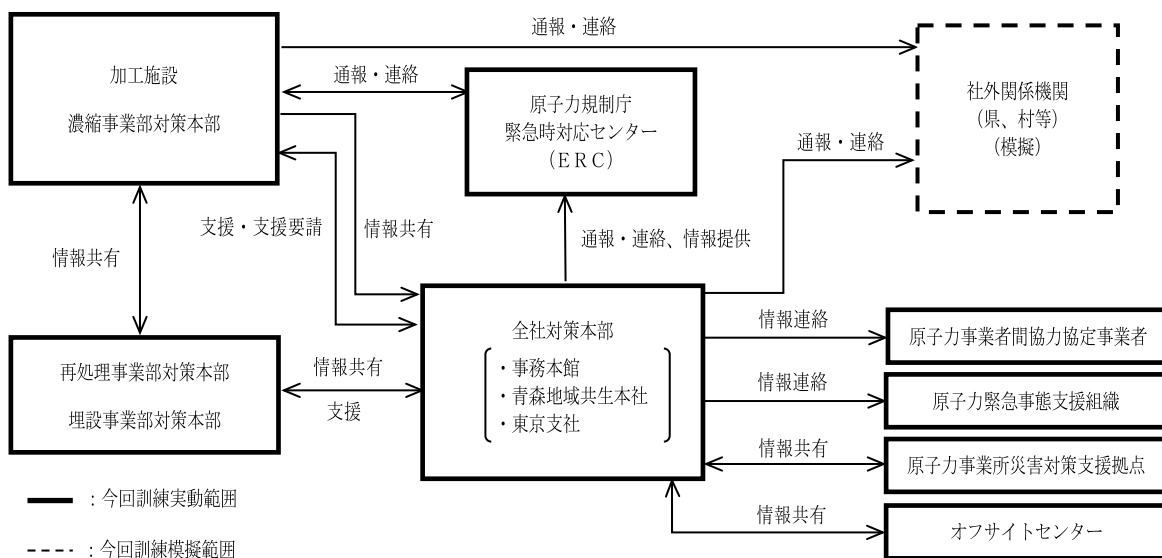 通報・連絡
加工施設
濃縮事業部対策本部
通報・連絡
原子力規制庁
緊急時対応センター
(ERC)
社外関係機関
(県、村等)
(模擬)
通報・連絡
支援・支援要請
情報共有
情報共有
通報・連絡、情報提供
全社対策本部
・事務本館
・青森地域共生本社
・東京支社
再処理事業部対策本部
埋設事業部対策本部
情報共有
支援
情報連絡
原子力事業者間協力協定事業者
情報連絡
原子力緊急事態支援組織
情報共有
原子力事業所災害対策支援拠点
情報共有
オフサイトセンター
:今回訓練実動範囲
:今回訓練模擬範囲